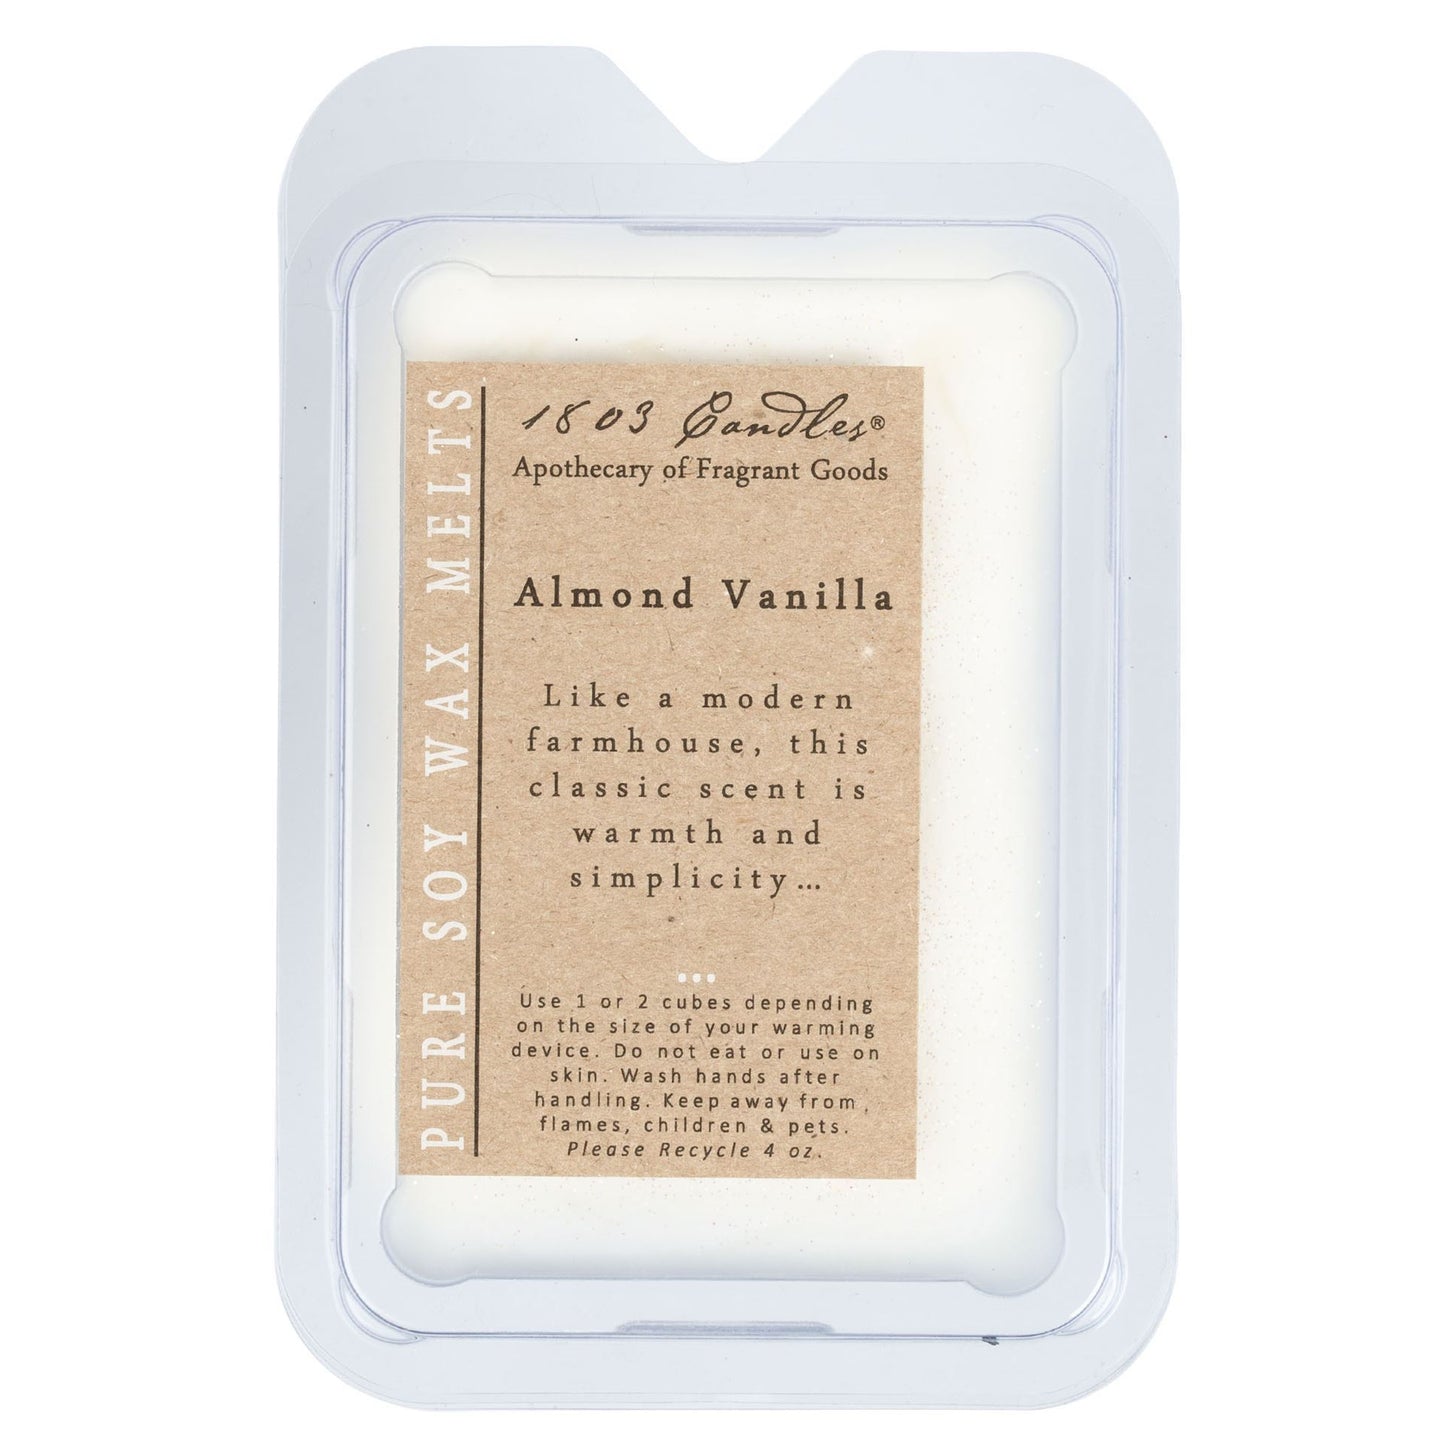 PURE SOY WAX MELTS
1803 Candles®
Apothecary of Fragrant Goods
Almond Vanilla
Like a modern
farmhouse, this
classic scent is
warmth and
simplicity...
...
Use 1 or 2 cubes depending
on the size of your warming
device. Do not eat or use on
skin. Wash hands after
handling. Keep away from
flames, children & pets.
Please Recycle 4 oz.